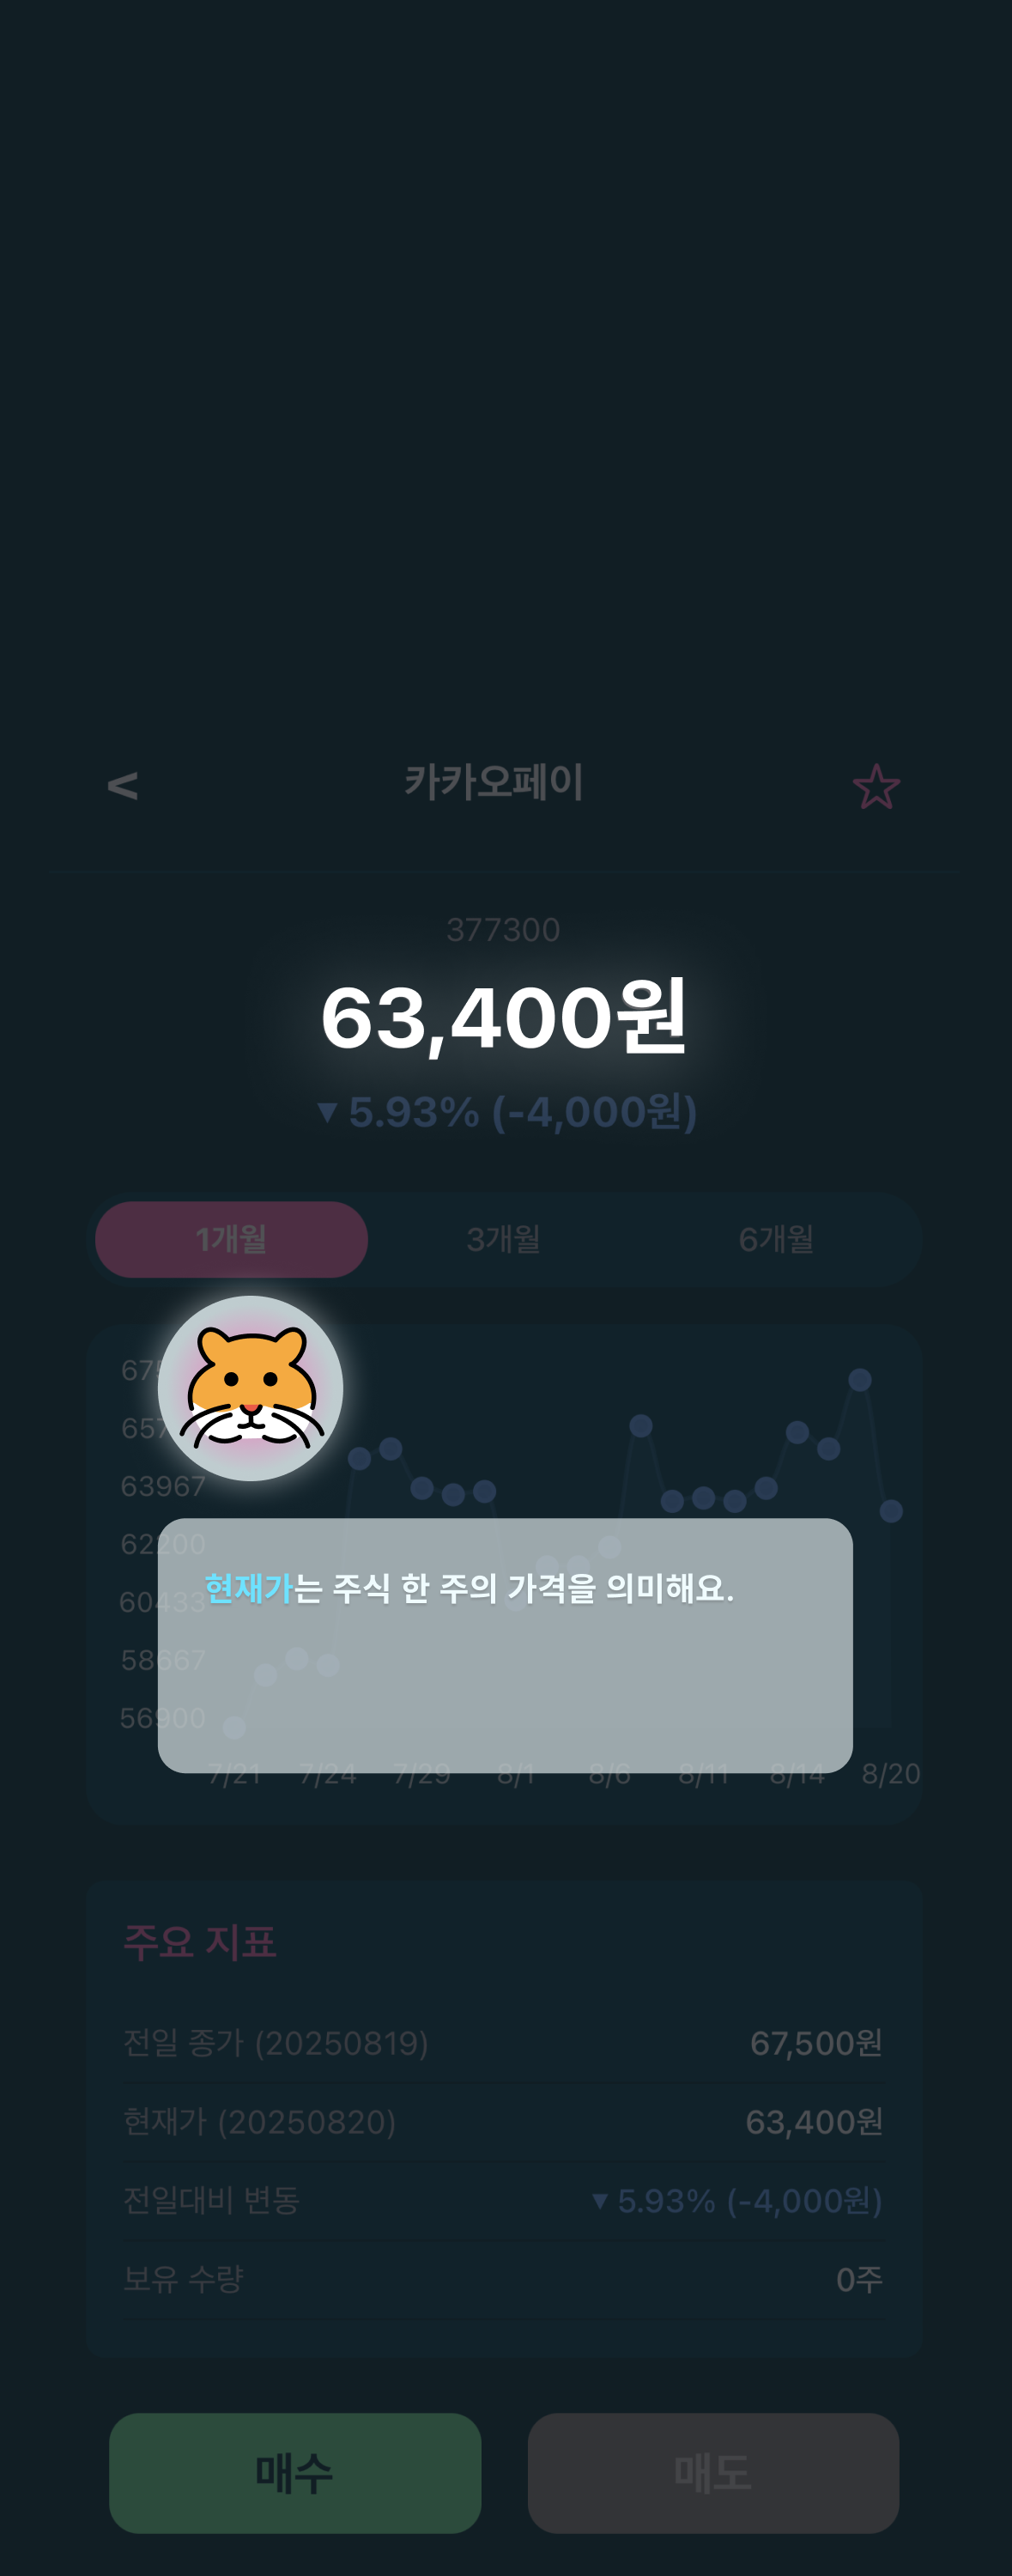 <
카카오페이
377300
63,400원
▼ 5.93% (-4,000원)
1개월 3개월 6개월
63967
62200
60433
58667
56900
현재가는 주식 한 주의 가격을 의미해요.
7/21 7/24 7/29 8/1 8/6 8/11 8/14 8/20
주요 지표
전일 종가 (20250819) 67,500원
현재가 (20250820) 63,400원
전일대비 변동 ▼ 5.93% (-4,000원)
보유 수량 0주
매수 매도